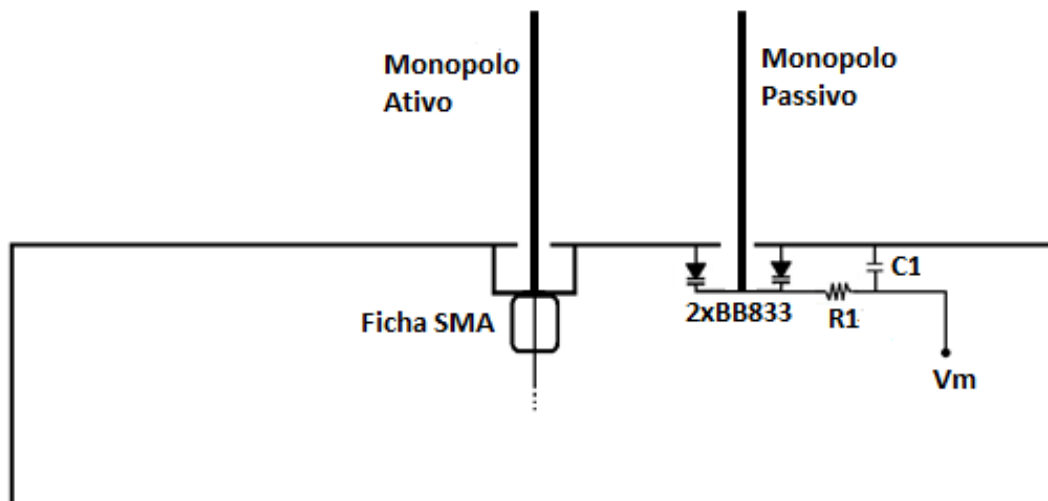 Monopolo
Ativo
Monopolo
Passivo
C1
2xBB833
R1
Ficha SMA
Vm